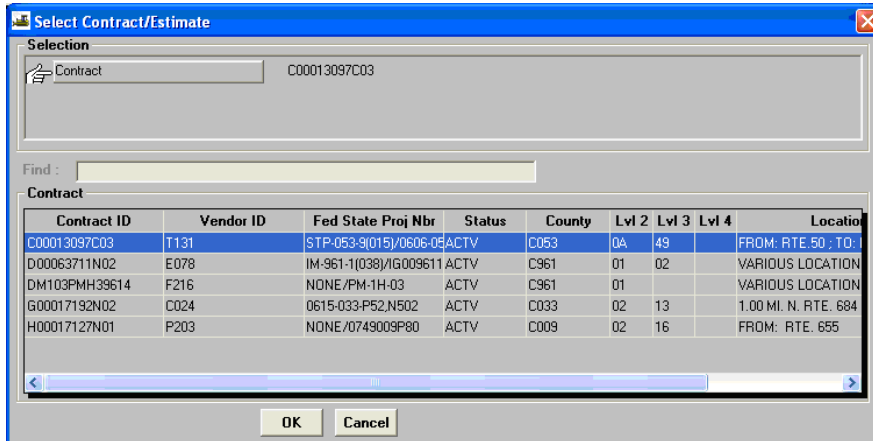 Select Contract/Estimate
Selection
Contract C00013097C03
Find :
Contract
Contract ID Vendor ID Fed State Proj Nbr Status County Lvl 2 Lvl 3 Lvl 4 Location
C00013097C03 T131 STP-053-9(015)/0606-05 ACTV C053 0A 49 FROM: RTE.50 ; TO:
D00063711N02 E078 IM-961-1(038)/IG009611 ACTV C961 01 02 VARIOUS LOCATION
DM103PMH39614 F216 NONE/PM-1H-03 ACTV C961 01 VARIOUS LOCATION
G00017192N02 C024 0615-033-P52,N502 ACTV C033 02 13 1.00 MI. N. RTE. 684
H00017127N01 P203 NONE/0749009P80 ACTV C009 02 16 FROM: RTE. 655
OK Cancel